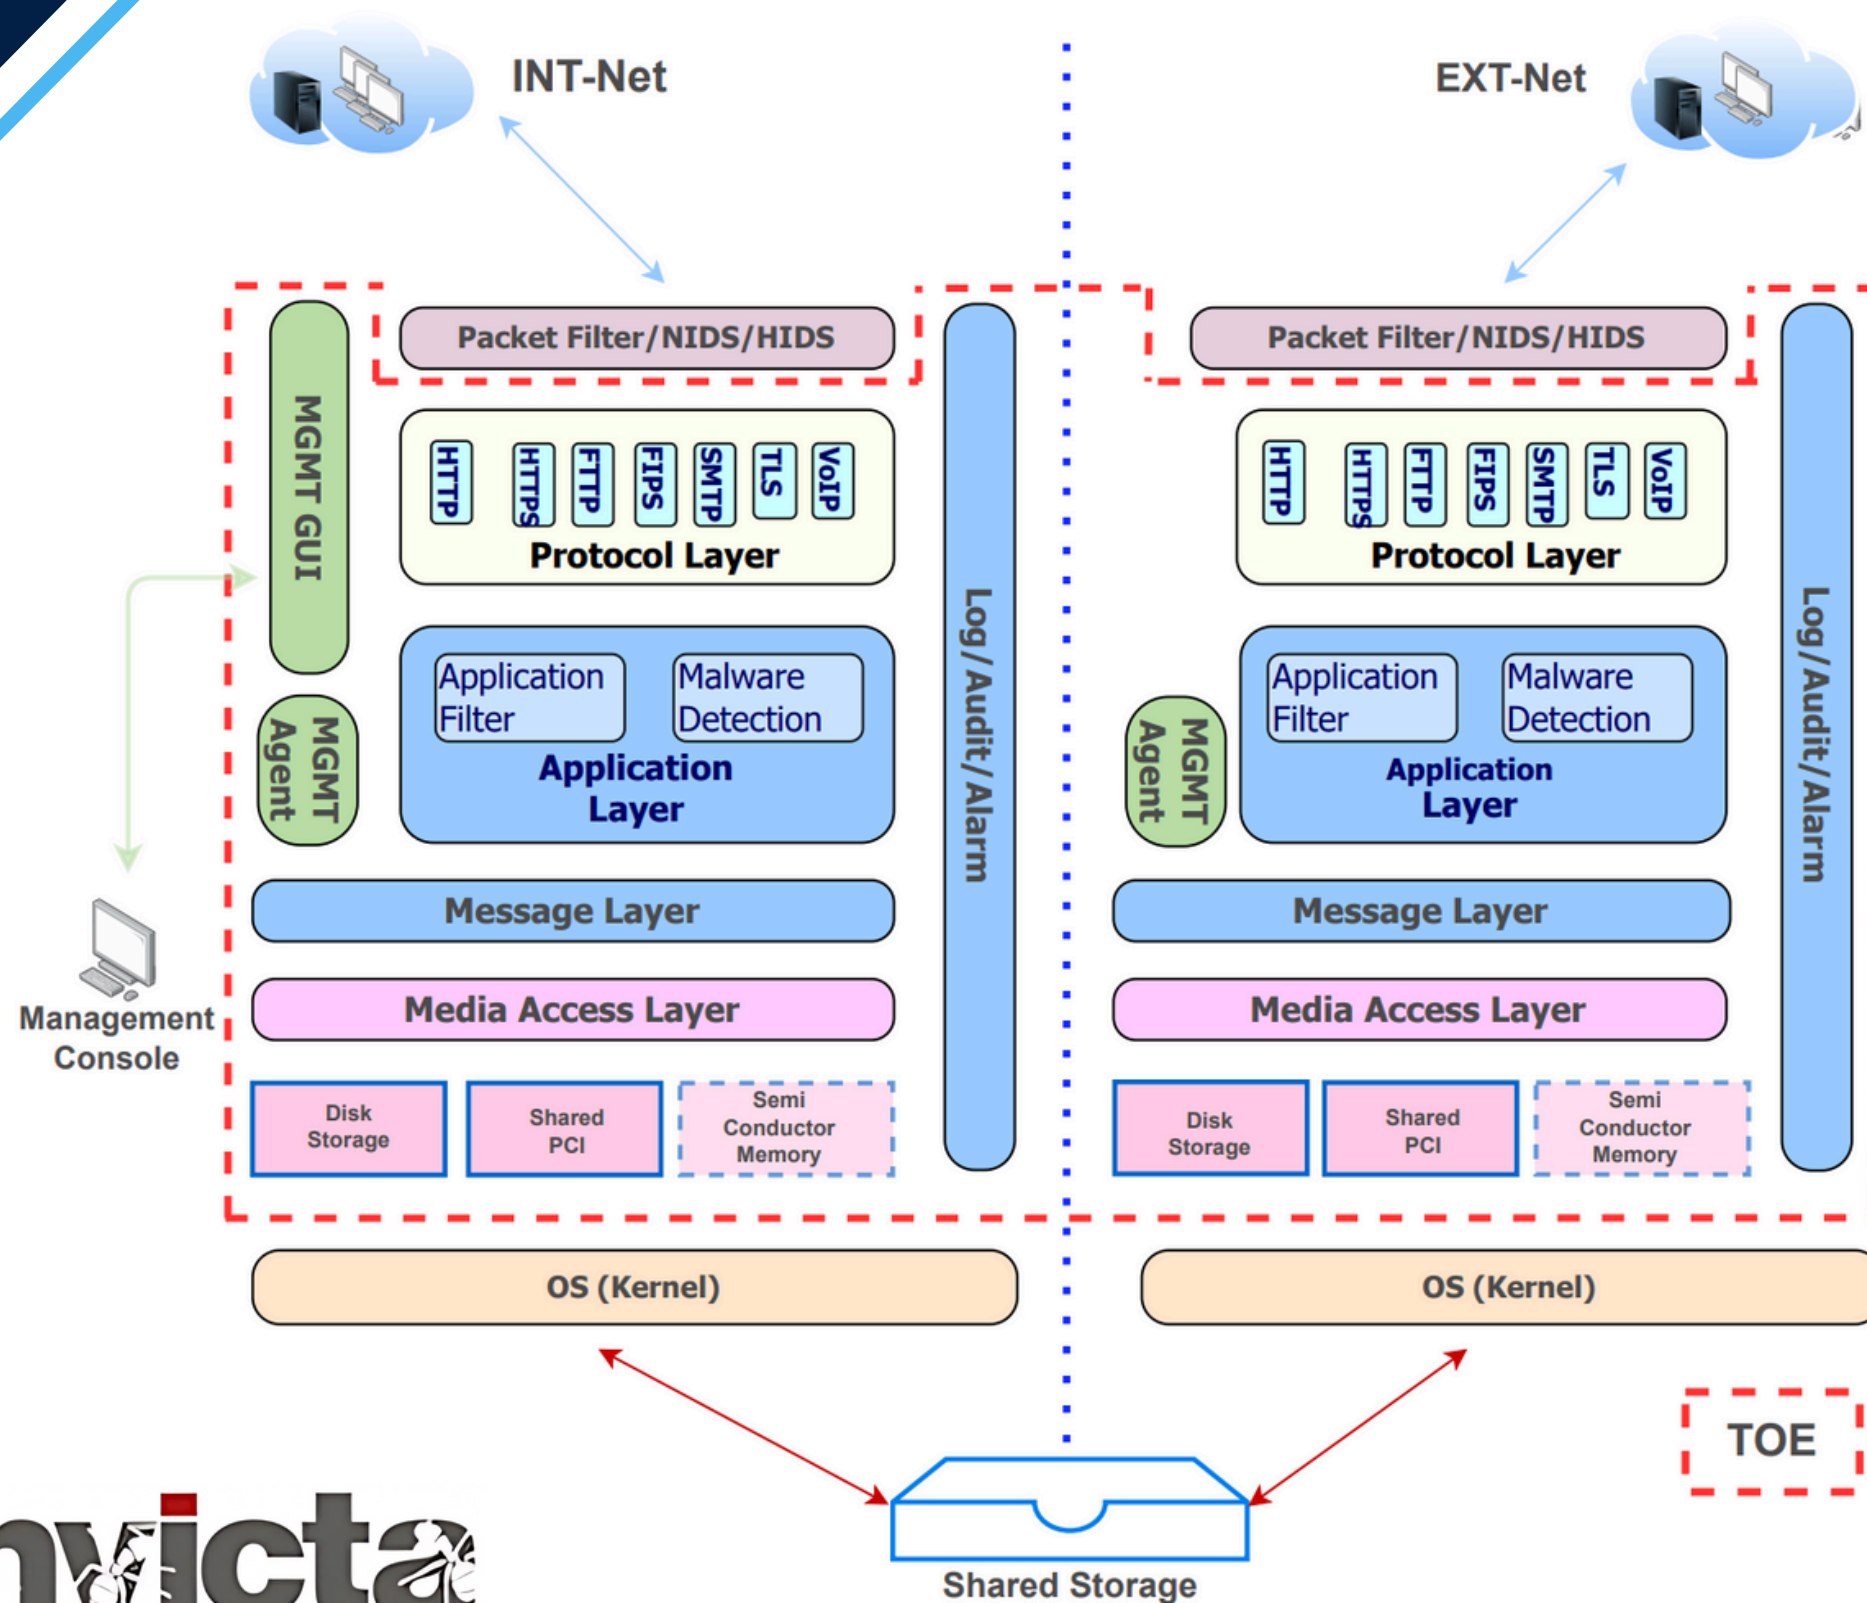 INT-Net
EXT-Net
Packet Filter/NIDS/HIDS
Packet Filter/NIDS/HIDS
MGMT GUI
HTTP
HTTPS
FTTP
FIPS
SMTP
TLS
VoIP
Protocol Layer
HTTP
HTTPS
FTTP
FIPS
SMTP
TLS
VoIP
Protocol Layer
Log/Audit/Alarm
Log/Audit/Alarm
MGMT
Agent
Application
Filter
Malware
Detection
Application
Layer
MGMT
Agent
Application
Filter
Malware
Detection
Application
Layer
Message Layer
Message Layer
Media Access Layer
Media Access Layer
Management
Console
Disk
Storage
Shared
PCI
Semi
Conductor
Memory
Disk
Storage
Shared
PCI
Semi
Conductor
Memory
OS (Kernel)
OS (Kernel)
TOE
nvicta
Shared Storage